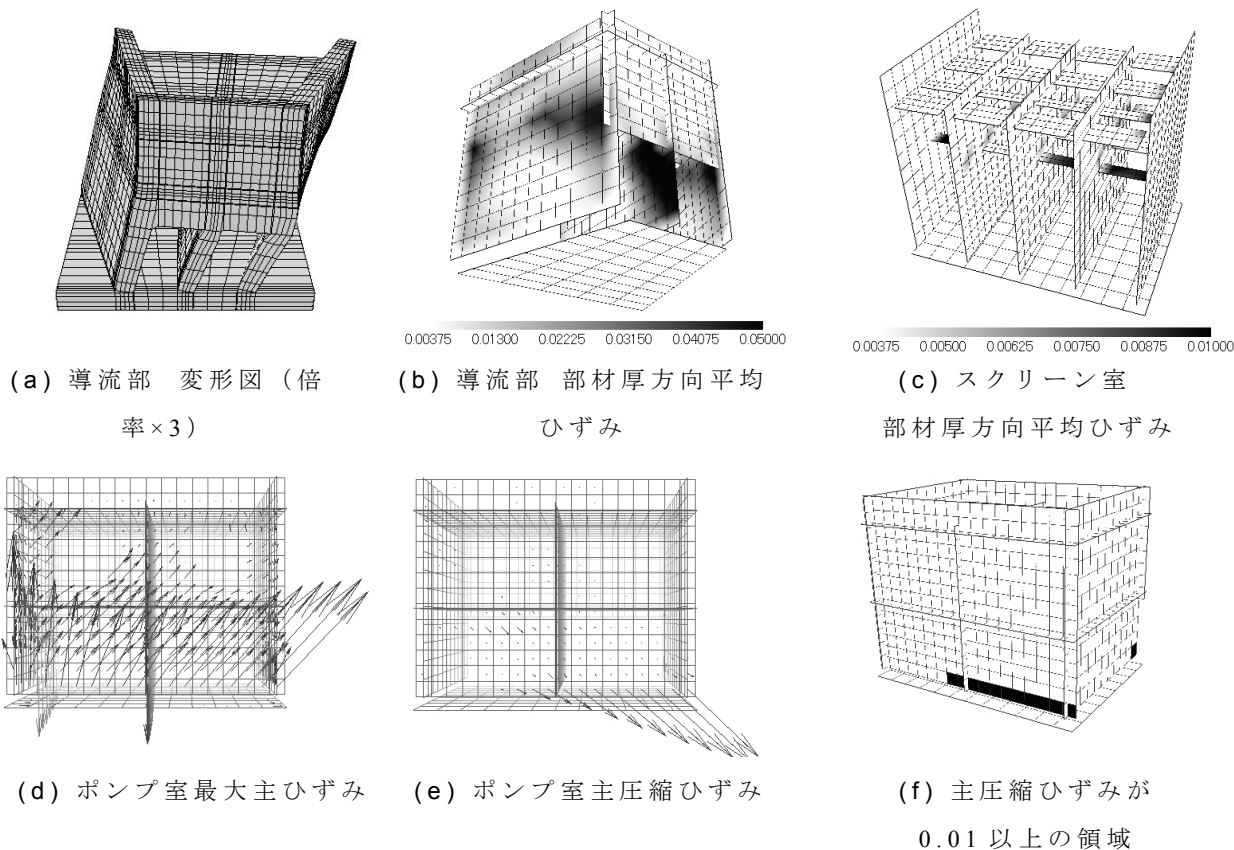 0.00375 0.01300 0.02225 0.03150 0.04075 0.05000
0.00375 0.00500 0.00625 0.00750 0.00875 0.01000
(a) 導流部 変形図（倍
率×3）
(b) 導流部 部材厚方向平均
ひずみ
(c) スクリーン室
部材厚方向平均ひずみ
(d) ポンプ室最大主ひずみ
(e) ポンプ室主圧縮ひずみ
(f) 主圧縮ひずみが
0.01 以上の領域